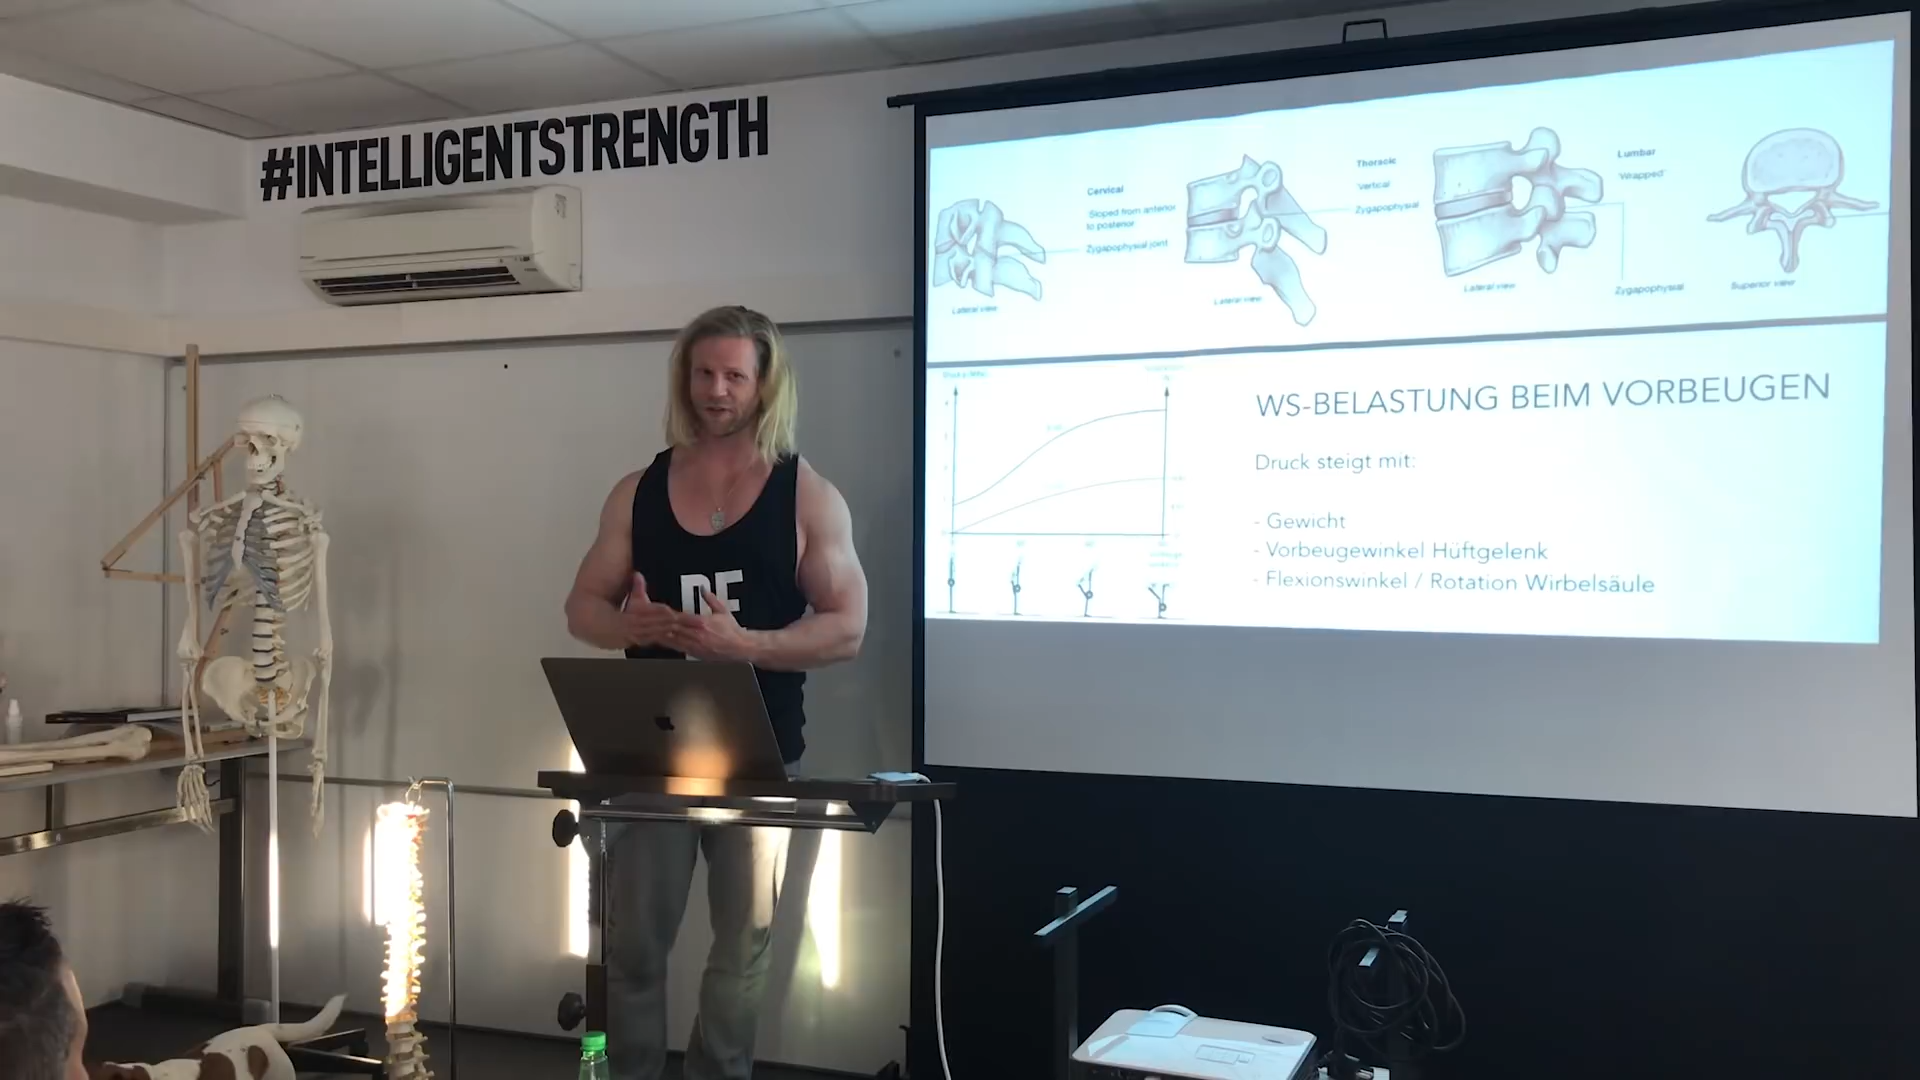 #INTELLIGENTSTRENGTH
DE
Cervical
Sloped from anterior
to posterior
Zygapophysial joint
Lateral view
Thoracic
Vertical
Zygapophysial
Lateral view
Lumbar
'Wrapped'
Zygapophysial
Lateral view
Superior view
WS-BELASTUNG BEIM VORBEUGEN
Druck steigt mit:
- Gewicht
- Vorbeugewinkel Hüftgelenk
- Flexionswinkel / Rotation Wirbelsäule